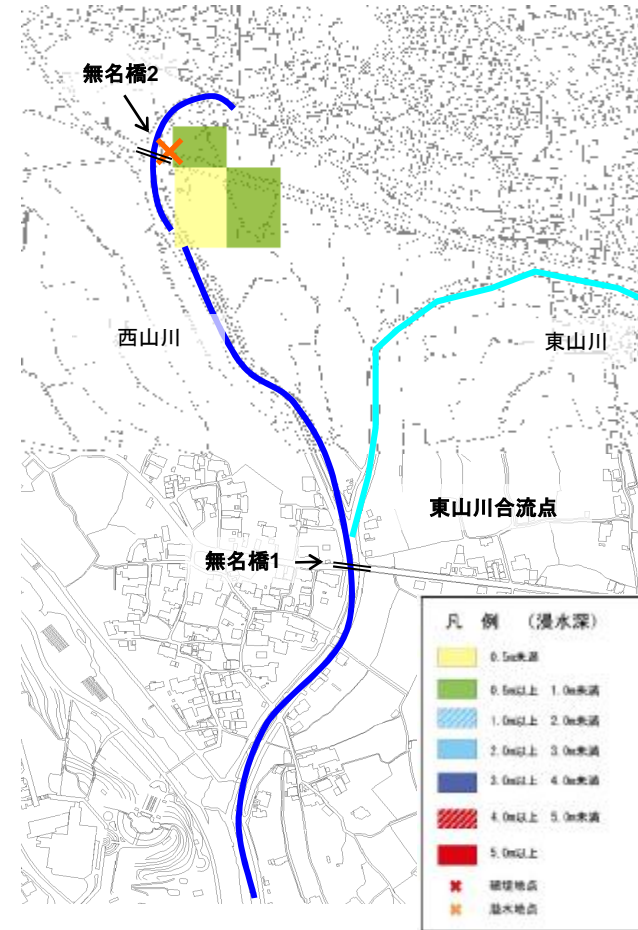 無名橋2
西山川
東山川
東山川合流点
無名橋1
凡 例 (浸水深)
0.5m未満
0.5m以上 1.0m未満
1.0m以上 2.0m未満
2.0m以上 3.0m未満
3.0m以上 4.0m未満
4.0m以上 5.0m未満
5.0m以上
破堤地点
溢水地点